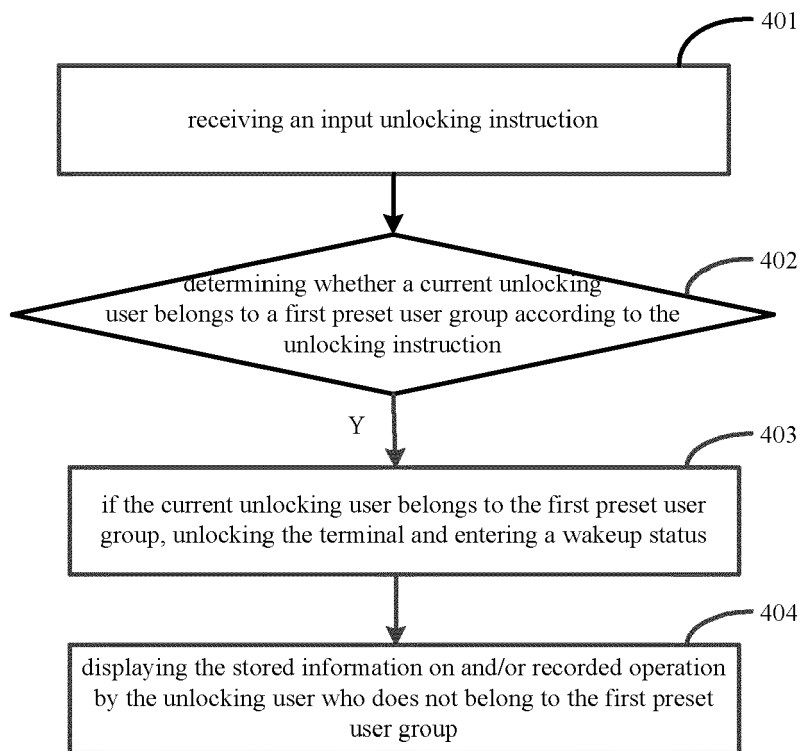 401
receiving an input unlocking instruction
402
determining whether a current unlocking
user belongs to a first preset user group according to the
unlocking instruction
Y
403
if the current unlocking user belongs to the first preset user
group, unlocking the terminal and entering a wakeup status
404
displaying the stored information on and/or recorded operation
by the unlocking user who does not belong to the first preset
user group